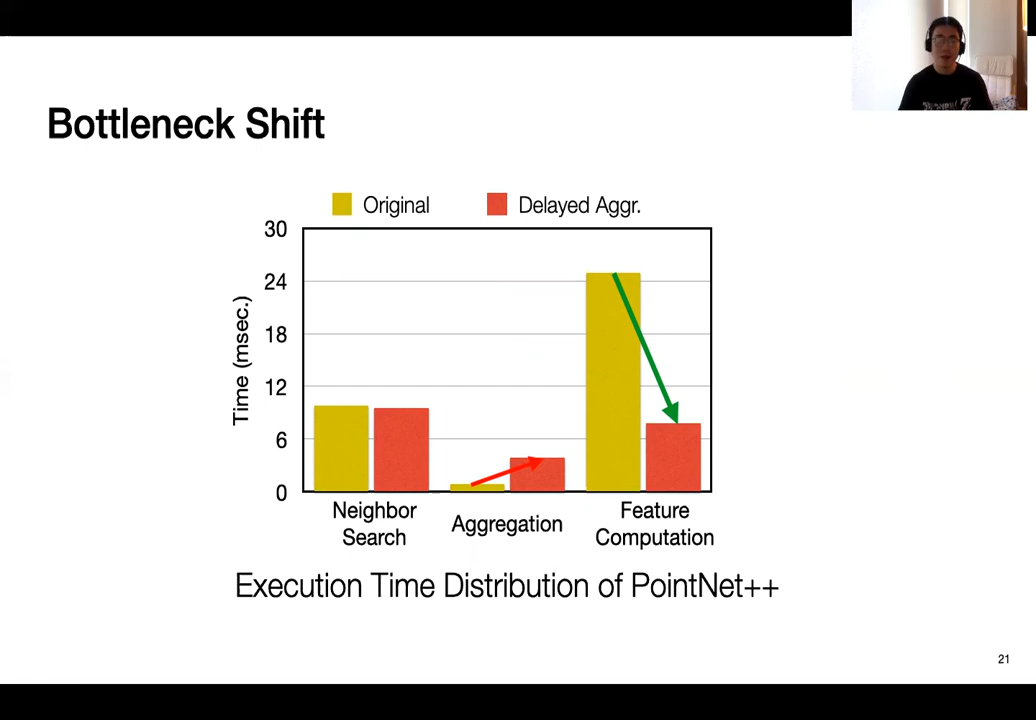 Bottleneck Shift
Original
Delayed Aggr.
30
24
18
12
6
0
Time (msec.)
Neighbor
Search
Aggregation
Feature
Computation
Execution Time Distribution of PointNet++
21